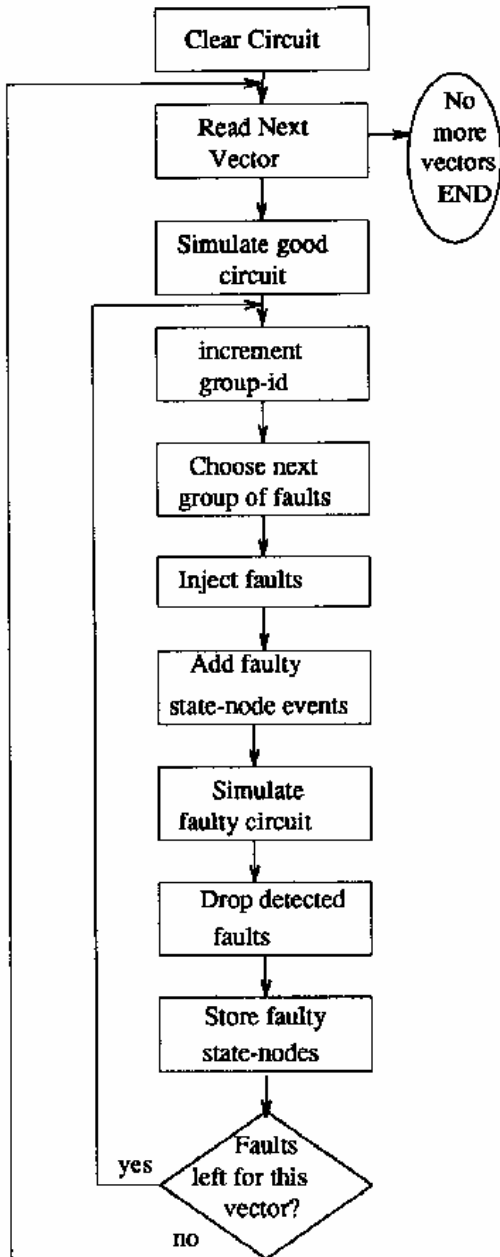 Clear Circuit
Read Next
Vector
No
more
vectors
END
Simulate good
circuit
increment
group-id
Choose next
group of faults
Inject faults
Add faulty
state-node events
Simulate
faulty circuit
Drop detected
faults
Store faulty
state-nodes
Faults
left for this
vector?
yes
no